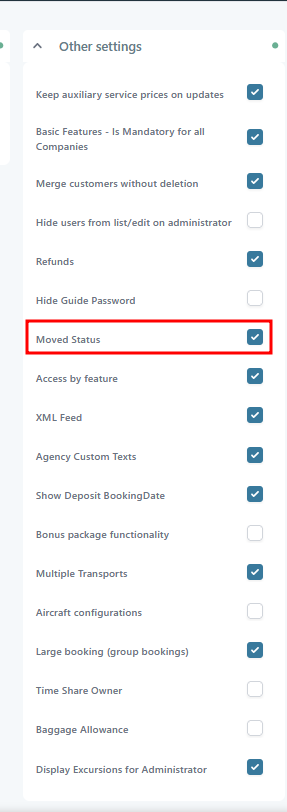 Other settings
Keep auxiliary service prices on updates
Basic Features - Is Mandatory for all
Companies
Merge customers without deletion
Hide users from list/edit on administrator
Refunds
Hide Guide Password
Moved Status
Access by feature
XML Feed
Agency Custom Texts
Show Deposit BookingDate
Bonus package functionality
Multiple Transports
Aircraft configurations
Large booking (group bookings)
Time Share Owner
Baggage Allowance
Display Excursions for Administrator